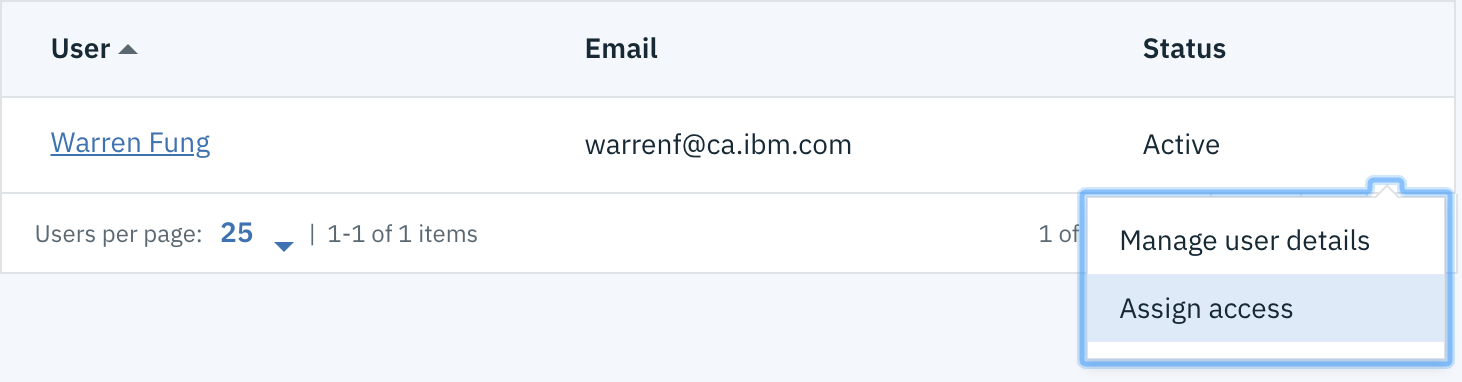 User Email Status
Warren Fung warrenf@ca.ibm.com Active
Users per page: 25 | 1-1 of 1 items 1 of
Manage user details
Assign access